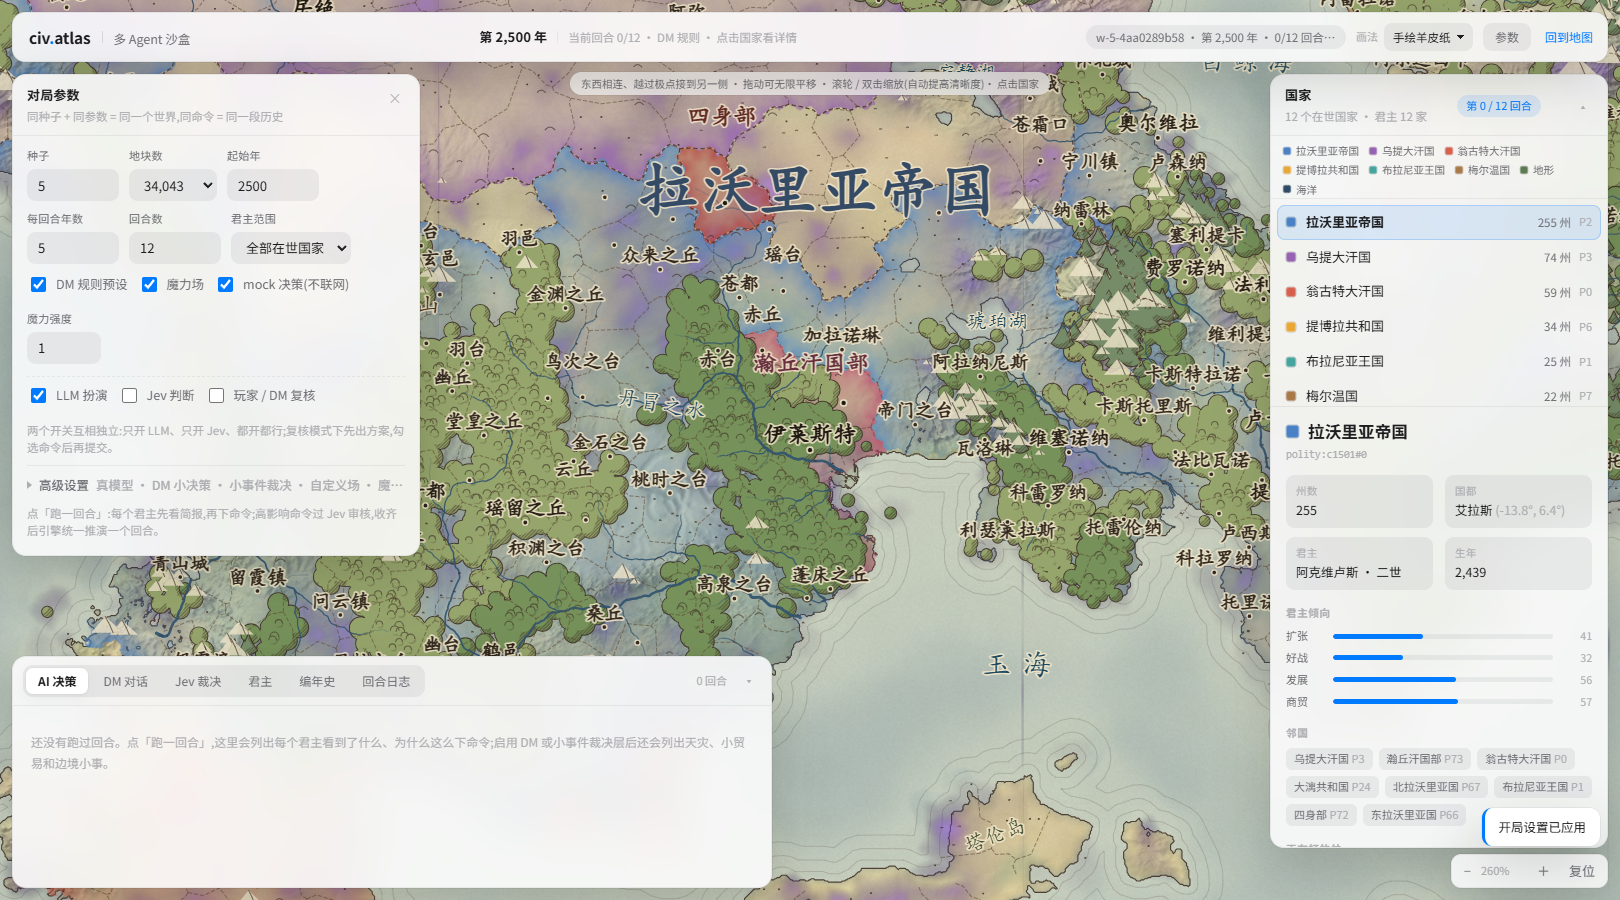 civ.atlas 多 Agent 沙盒
第 2,500 年 当前回合 0/12 · DM 规则 · 点击国家看详情
w-5-4aa0289b58 · 第 2,500 年 · 0/12 回合… 画法 手绘羊皮纸 参数 回到地图
东西相连、越过极点接到另一侧 · 拖动可无限平移 · 滚轮 / 双击缩放(自动提高清晰度) · 点击国家
对局参数
同种子 + 同参数 = 同一个世界,同命令 = 同一段历史
种子 地块数 起始年
5 34,043 2500
每回合年数 回合数 君主范围
5 12 全部在世国家
DM 规则预设 魔力场 mock 决策(不联网)
魔力强度
1
LLM 扮演 Jev 判断 玩家 / DM 复核
两个开关互相独立:只开 LLM、只开 Jev、都开都行;复核模式下先出方案,勾
选命令后再提交。
高级设置 真模型 · DM 小决策 · 小事件裁决 · 自定义场 · 魔…
点「跑一回合」:每个君主先看简报,再下命令;高影响命令过 Jev 审核,收齐
后引擎统一推演一个回合。
四身部
苍霜口
奥尔维拉
宁川镇
卢森纳
拉沃里亚帝国
纳雷林
塞利提卡
羽邑
玄邑
众来之丘
瑶台
费罗诺纳
苍都
金渊之丘
赤丘
琥珀湖
加拉诺琳
羽台
鸟次之台
赤台
瀚丘汗国部
阿拉纳尼斯
幽丘
卡斯特拉诺
丹冒之水
帝门之台
卡斯托里斯
堂皇之丘
伊莱斯特
金石之台
瓦洛琳
维塞诺纳
云丘
法比瓦诺
桃时之台
科雷罗纳
瑶留之丘
利瑟莱拉斯
托雷伦纳
积渊之台
科拉罗纳
青山城
留霞镇
高泉之台
蓬床之丘
问云镇
桑丘
幽台
鹤邑
玉海
塔伦岛
国家
12 个在世国家 · 君主 12 家
第 0 / 12 回合
拉沃里亚帝国 乌提大汗国 翁古特大汗国
提博拉共和国 布拉尼亚王国 梅尔温国 地形
海洋
拉沃里亚帝国 255 州 P2
乌提大汗国 74 州 P3
翁古特大汗国 59 州 P0
提博拉共和国 34 州 P6
布拉尼亚王国 25 州 P1
梅尔温国 22 州 P7
拉沃里亚帝国
polity:c1501#0
州数 国都
255 艾拉斯 (-13.8°, 6.4°)
君主 生年
阿克维卢斯 · 二世 2,439
君主倾向
扩张 41
好战 32
发展 56
商贸 57
邻国
乌提大汗国 P3 瀚丘汗国部 P73 翁古特大汗国 P0
大漓共和国 P24 北拉沃里亚国 P67 布拉尼亚王国 P1
四身部 P72 东拉沃里亚国 P66
开局设置已应用
AI 决策 DM 对话 Jev 裁决 君主 编年史 回合日志 0 回合
还没有跑过回合。点「跑一回合」,这里会列出每个君主看到了什么、为什么这么下命令;启用 DM 或小事件裁决层后还会列出天灾、小贸
易和边境小事。
− 260% + 复位